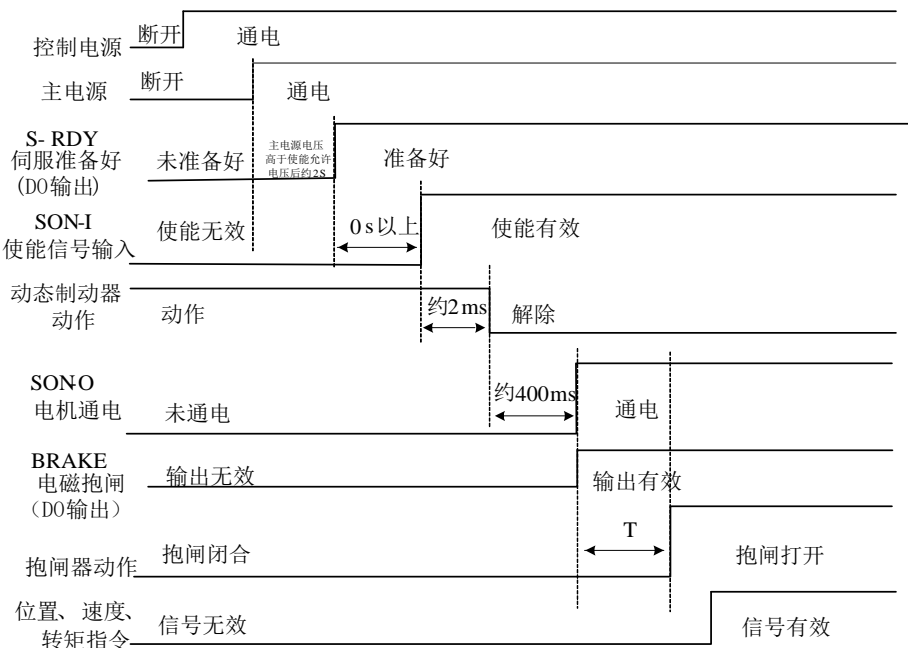 控制电源 断开 通电
主电源 断开 通电
S- RDY
伺服准备好
(DO输出)
未准备好
主电源电压
高于使能允许
电压后约2S
准备好
SON-I
使能信号输入
使能无效
0s以上
使能有效
动态制动器
动作
动作
约2ms
解除
SON-O
电机通电
未通电
约400ms
通电
BRAKE
电磁抱闸
(DO输出)
输出无效
输出有效
T
抱闸器动作
抱闸闭合
抱闸打开
位置、速度、
转矩指令
信号无效
信号有效